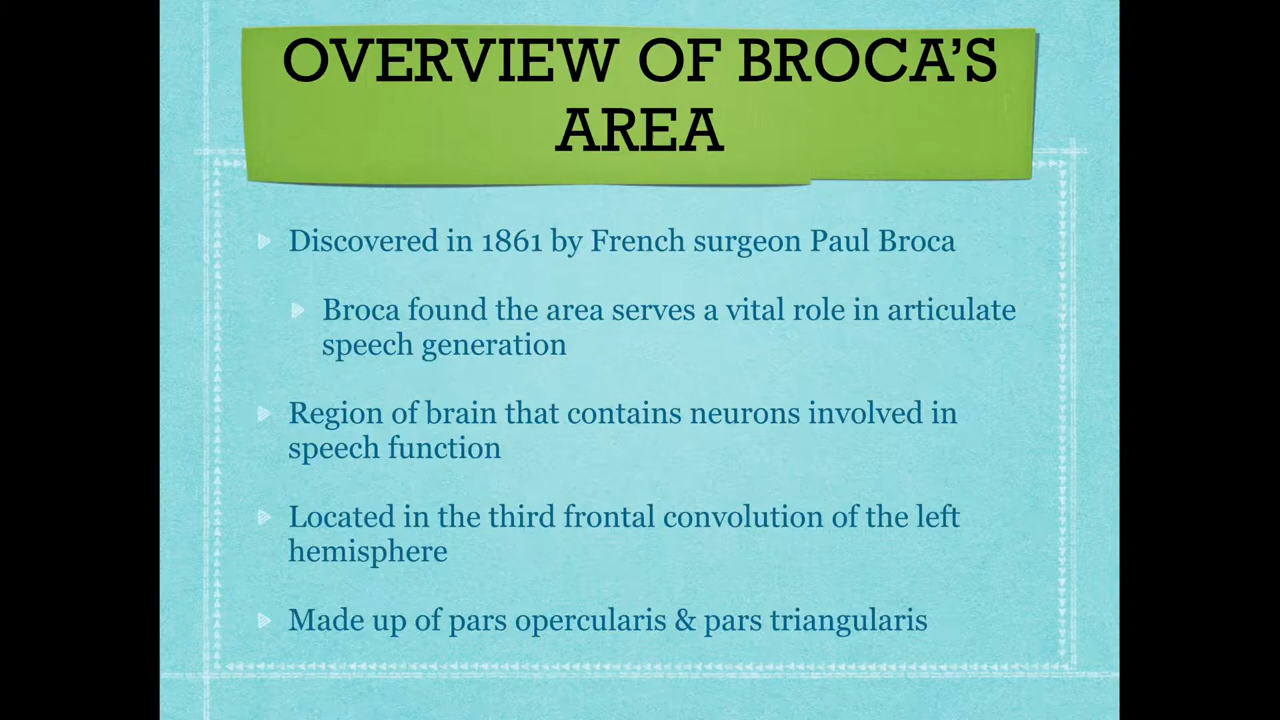 OVERVIEW OF BROCA’S
AREA
Discovered in 1861 by French surgeon Paul Broca
Broca found the area serves a vital role in articulate
speech generation
Region of brain that contains neurons involved in
speech function
Located in the third frontal convolution of the left
hemisphere
Made up of pars opercularis & pars triangularis